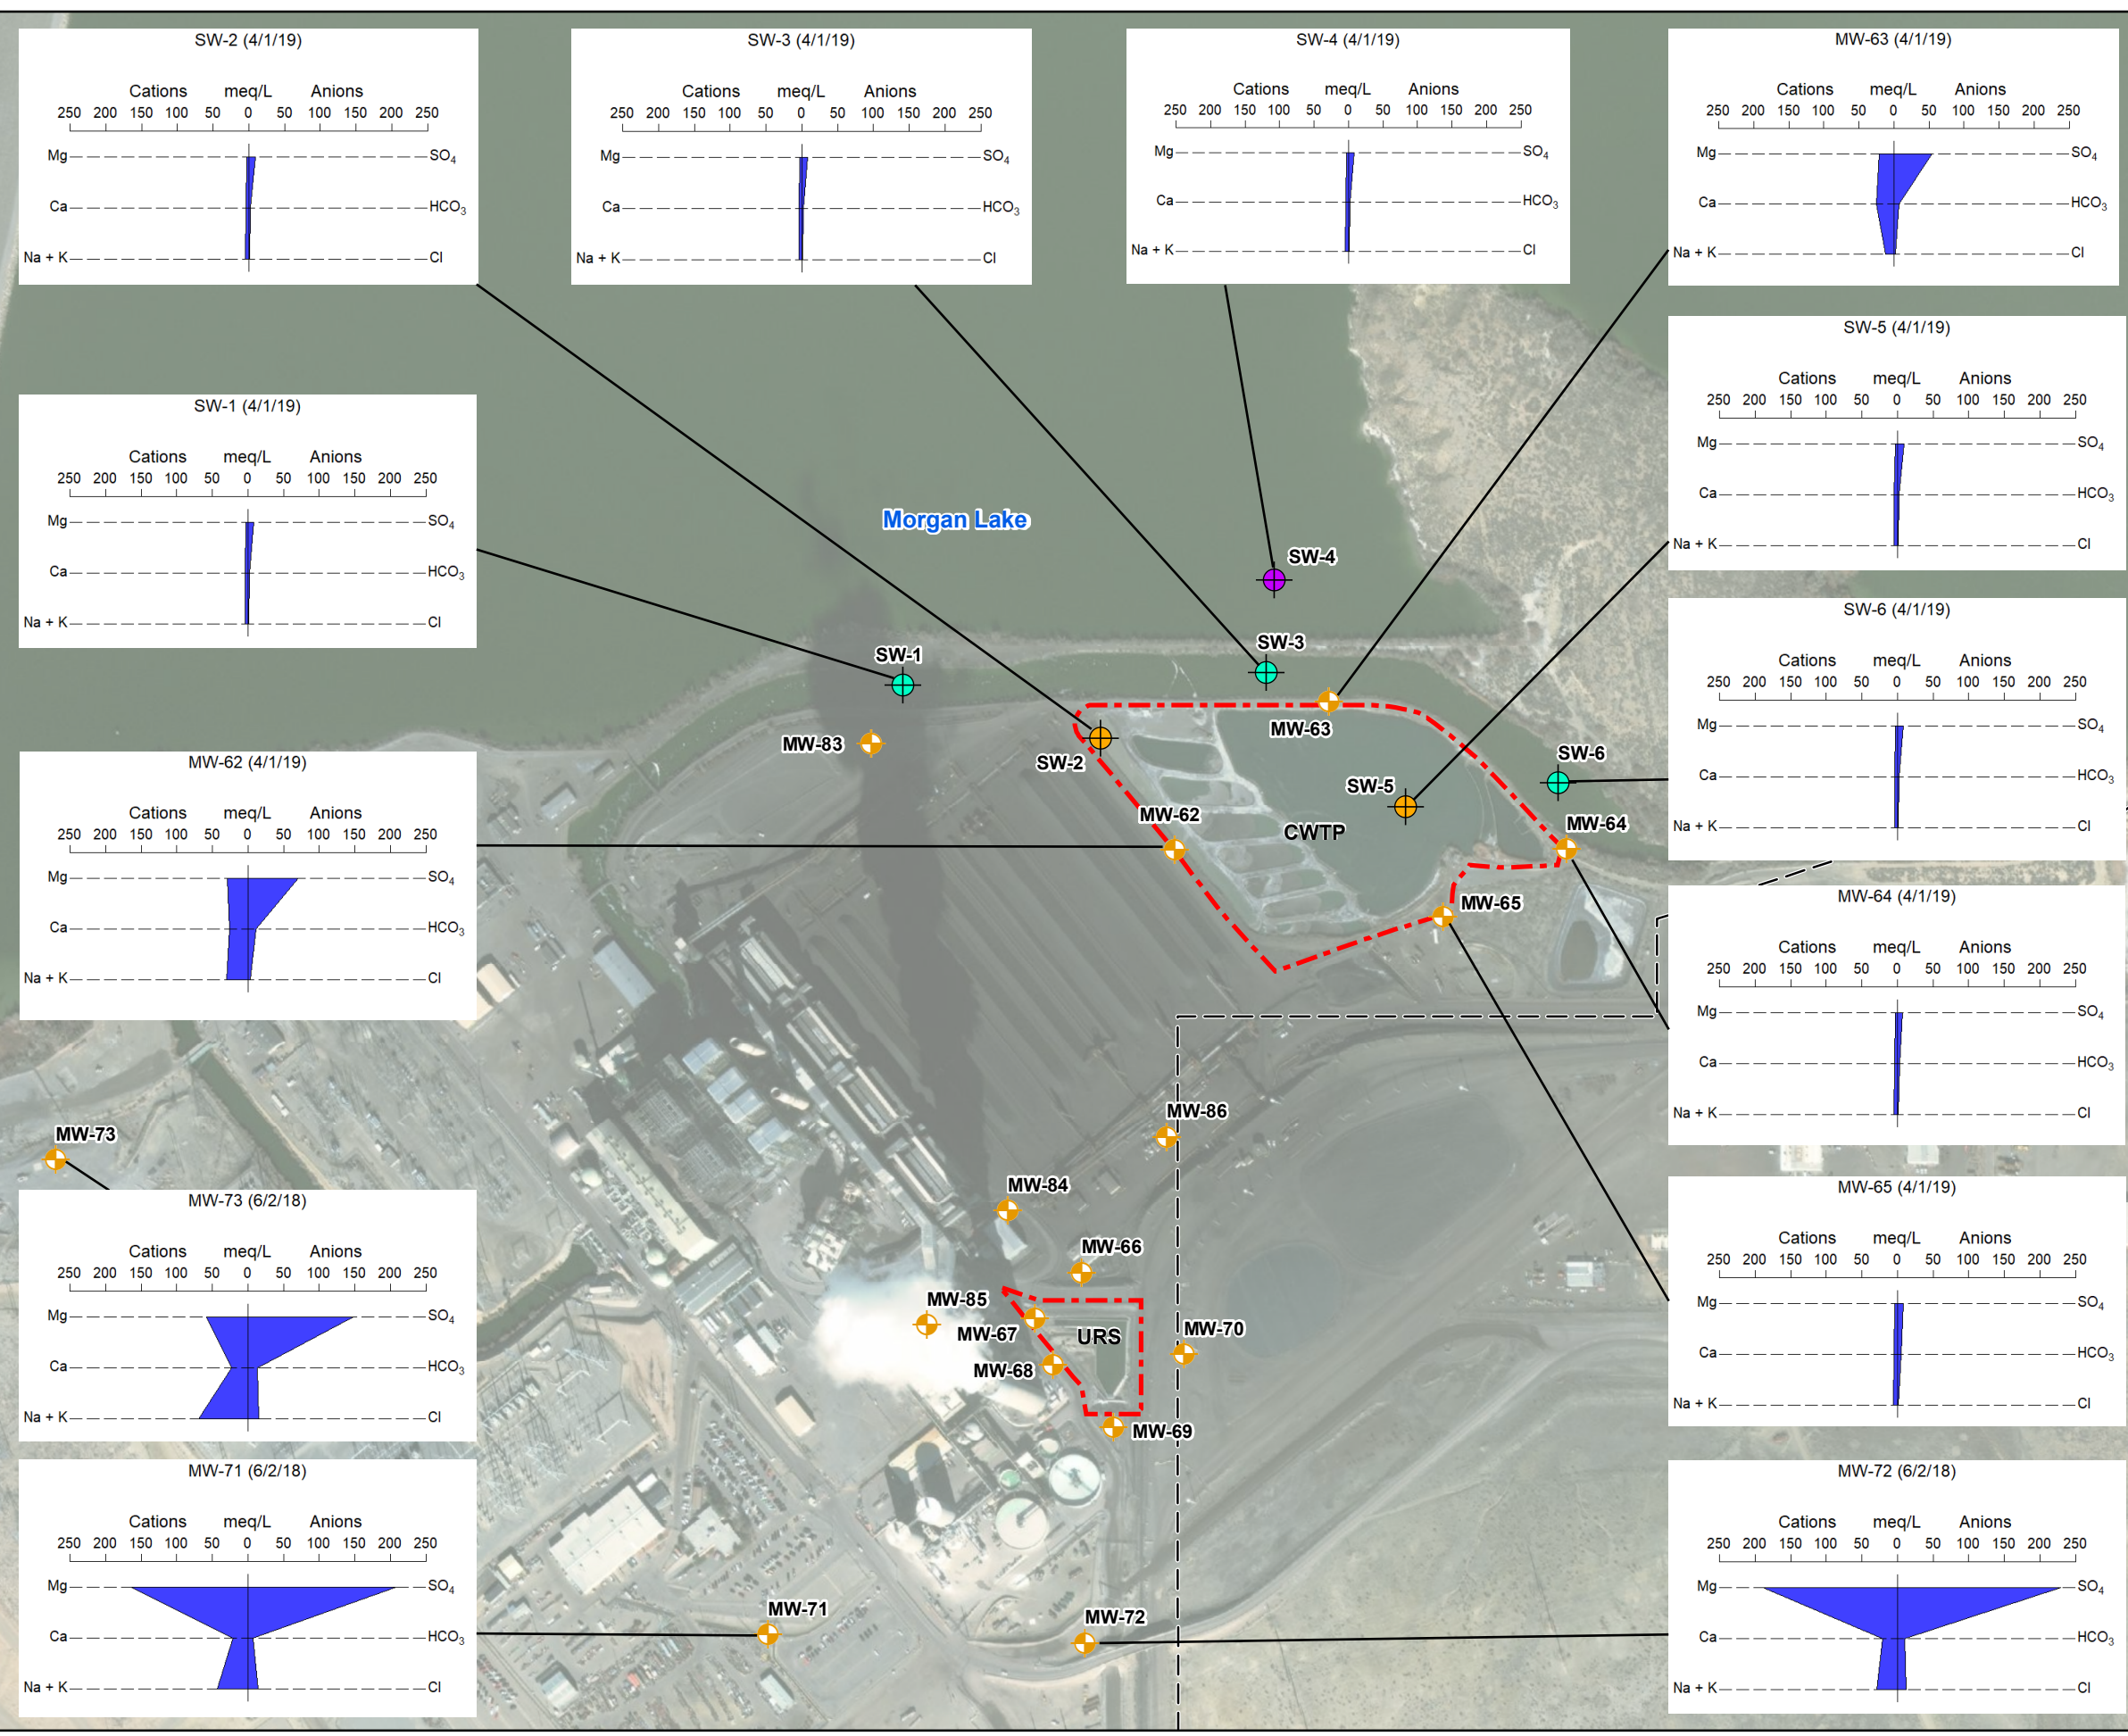 SW-2 (4/1/19)
Cations meq/L Anions
250 200 150 100 50 0 50 100 150 200 250
Mg SO4
Ca HCO3
Na + K Cl
SW-3 (4/1/19)
Cations meq/L Anions
250 200 150 100 50 0 50 100 150 200 250
Mg SO4
Ca HCO3
Na + K Cl
SW-4 (4/1/19)
Cations meq/L Anions
250 200 150 100 50 0 50 100 150 200 250
Mg SO4
Ca HCO3
Na + K Cl
MW-63 (4/1/19)
Cations meq/L Anions
250 200 150 100 50 0 50 100 150 200 250
Mg SO4
Ca HCO3
Na + K Cl
SW-5 (4/1/19)
Cations meq/L Anions
250 200 150 100 50 0 50 100 150 200 250
Mg SO4
Ca HCO3
Na + K Cl
SW-1 (4/1/19)
Cations meq/L Anions
250 200 150 100 50 0 50 100 150 200 250
Mg SO4
Ca HCO3
Na + K Cl
Morgan Lake
SW-4
SW-3
SW-1
MW-63
MW-83
SW-2
SW-6
SW-5
MW-62
CWTP
MW-64
MW-65
SW-6 (4/1/19)
Cations meq/L Anions
250 200 150 100 50 0 50 100 150 200 250
Mg SO4
Ca HCO3
Na + K Cl
MW-62 (4/1/19)
Cations meq/L Anions
250 200 150 100 50 0 50 100 150 200 250
Mg SO4
Ca HCO3
Na + K Cl
MW-64 (4/1/19)
Cations meq/L Anions
250 200 150 100 50 0 50 100 150 200 250
Mg SO4
Ca HCO3
Na + K Cl
MW-73
MW-86
MW-84
MW-66
MW-85
MW-67
URS
MW-70
MW-68
MW-69
MW-65 (4/1/19)
Cations meq/L Anions
250 200 150 100 50 0 50 100 150 200 250
Mg SO4
Ca HCO3
Na + K Cl
MW-73 (6/2/18)
Cations meq/L Anions
250 200 150 100 50 0 50 100 150 200 250
Mg SO4
Ca HCO3
Na + K Cl
MW-71 (6/2/18)
Cations meq/L Anions
250 200 150 100 50 0 50 100 150 200 250
Mg SO4
Ca HCO3
Na + K Cl
MW-71
MW-72
MW-72 (6/2/18)
Cations meq/L Anions
250 200 150 100 50 0 50 100 150 200 250
Mg SO4
Ca HCO3
Na + K Cl